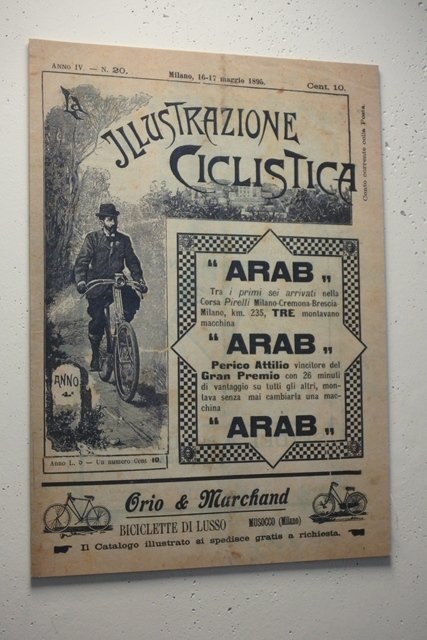 ANNO IV — N. 20.
Milano, 16-17 maggio 1895.
Cent. 10.
La
ILLUSTRAZIONE
CICLISTICA
Conto corrente colla Posta.
“ ARAB „
Tra i primi sei arrivati nella
Corsa Pirelli Milano-Cremona-Brescia-
Milano, km. 235, TRE montavano
macchina
“ ARAB „
Perico Attilio vincitore del
Gran Premio con 26 minuti
di vantaggio su tutti gli altri, mon-
tava senza mai cambiarla una mac-
china
“ ARAB „
ANNO
Anno L. 5 — Un numero Cent 10.
Orio & Marchand
BICICLETTE DI LUSSO
MUSOCCO (Milano)
Il Catalogo illustrato si spedisce gratis a richiesta.